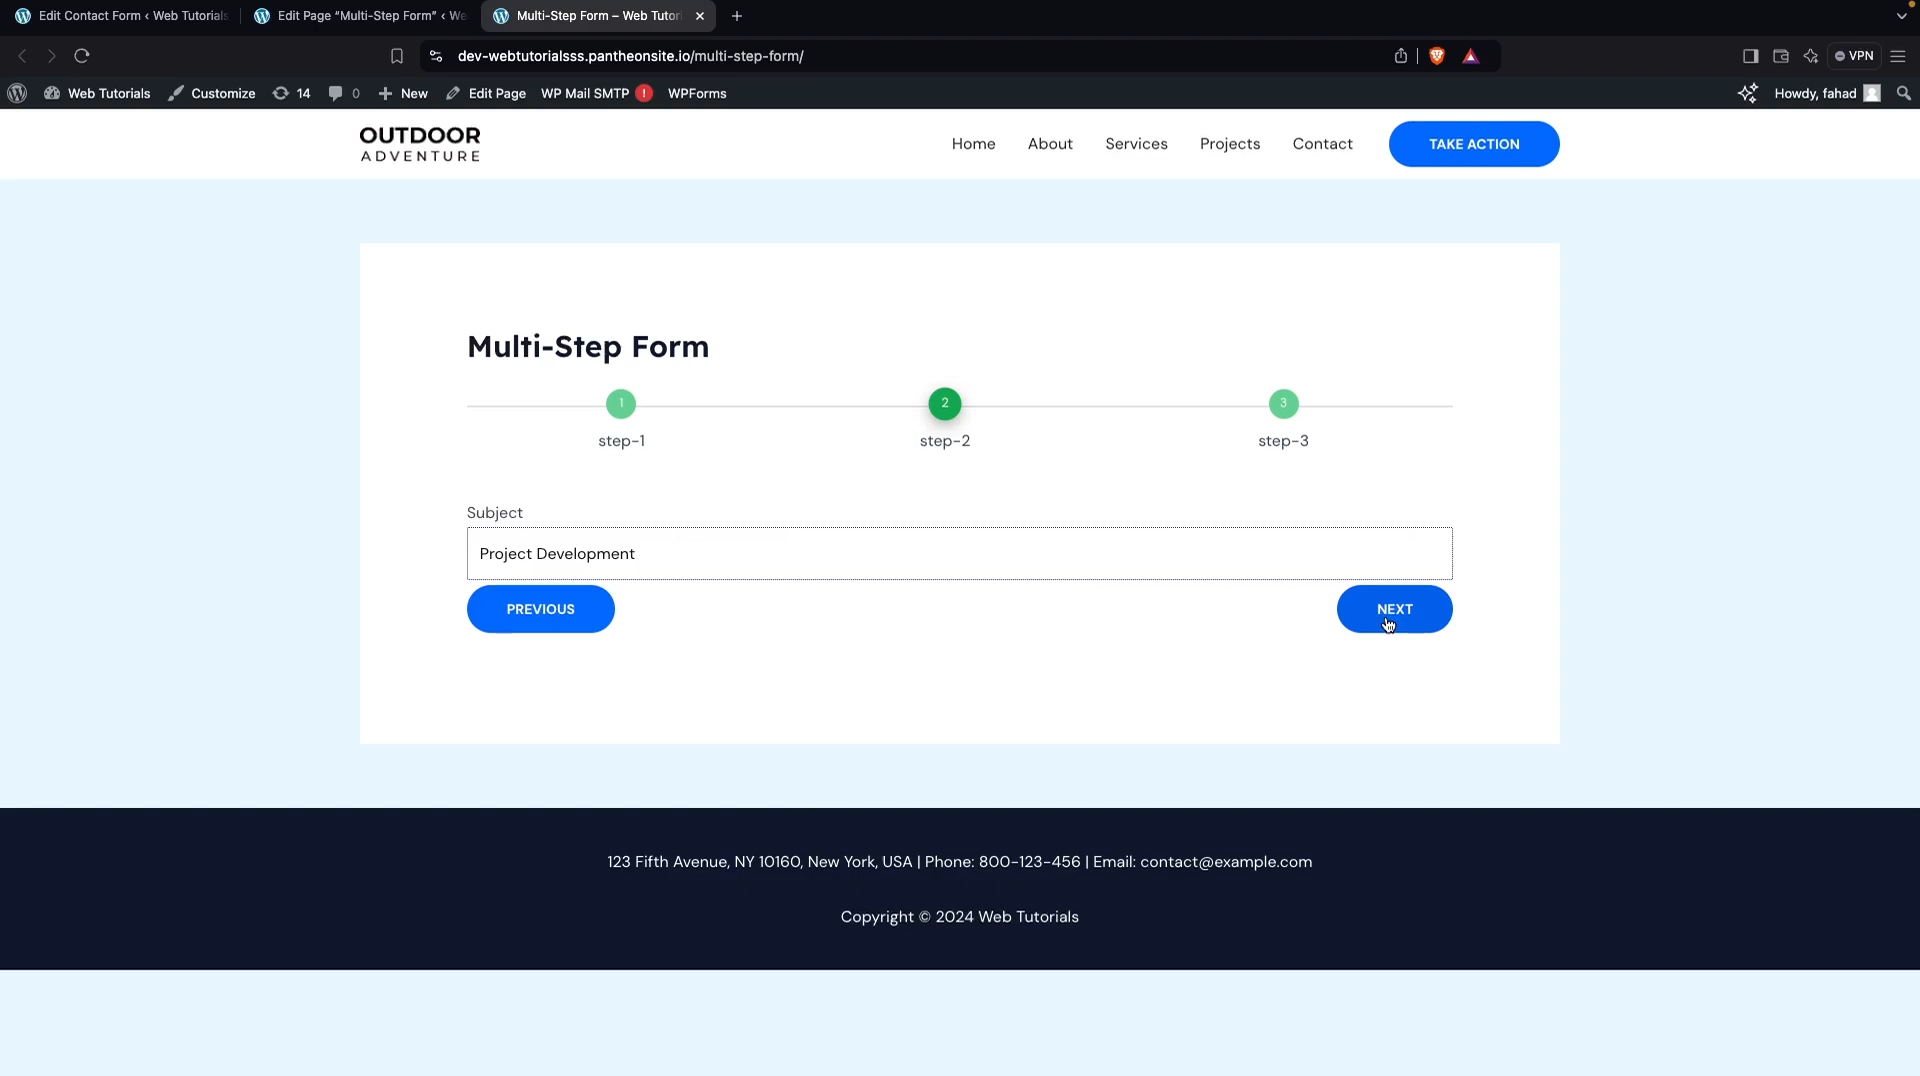 Edit Contact Form ‹ Web Tutorials
Edit Page “Multi-Step Form” ‹ We
Multi-Step Form – Web Tutori
dev-webtutorialsss.pantheonsite.io/multi-step-form/
VPN
Web Tutorials
Customize
14
0
New
Edit Page
WP Mail SMTP !
WPForms
Howdy, fahad
OUTDOOR
ADVENTURE
Home
About
Services
Projects
Contact
TAKE ACTION
Multi-Step Form
1
2
3
step-1
step-2
step-3
Subject
Project Development
PREVIOUS
NEXT
123 Fifth Avenue, NY 10160, New York, USA | Phone: 800-123-456 | Email: contact@example.com
Copyright © 2024 Web Tutorials